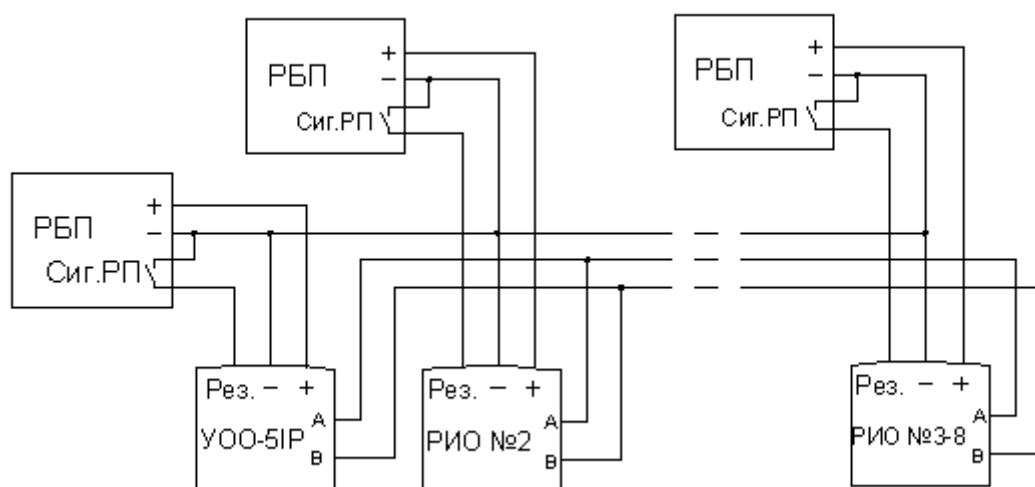 РБП
+
−
Сиг.РП
РБП
+
−
Сиг.РП
РБП
+
−
Сиг.РП
Рез. − +
A
УОО-5IP
B
Рез. − +
A
РИО №2
B
Рез. − +
A
РИО №3-8
B